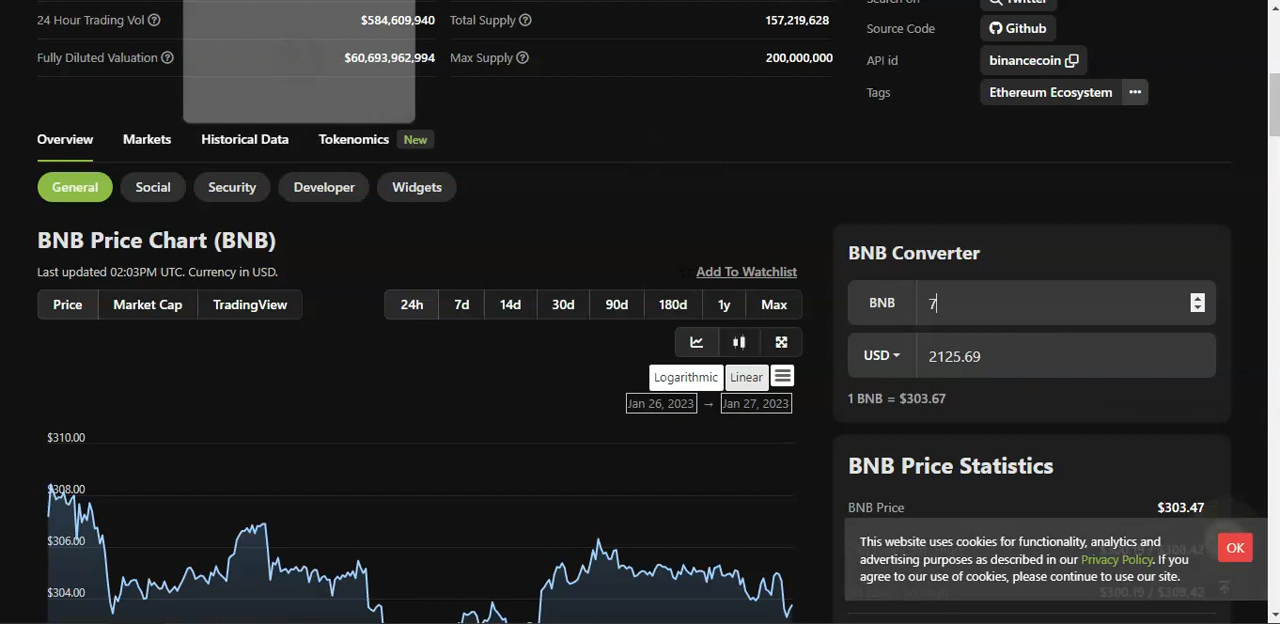 Search on Twitter
24 Hour Trading Vol $584,609,940 Total Supply 157,219,628
Source Code Github
Fully Diluted Valuation $60,693,962,994 Max Supply 200,000,000
API id binancecoin
Tags Ethereum Ecosystem •••
Overview Markets Historical Data Tokenomics New
General Social Security Developer Widgets
BNB Price Chart (BNB)
Last updated 02:03PM UTC. Currency in USD.
Add To Watchlist
Price Market Cap TradingView 24h 7d 14d 30d 90d 180d 1y Max
Logarithmic Linear
Jan 26, 2023 → Jan 27, 2023
$310.00
$308.00
$306.00
$304.00
BNB Converter
BNB 7
USD 2125.69
1 BNB = $303.67
BNB Price Statistics
BNB Price $303.47
This website uses cookies for functionality, analytics and
advertising purposes as described in our Privacy Policy. If you
agree to our use of cookies, please continue to use our site.
OK